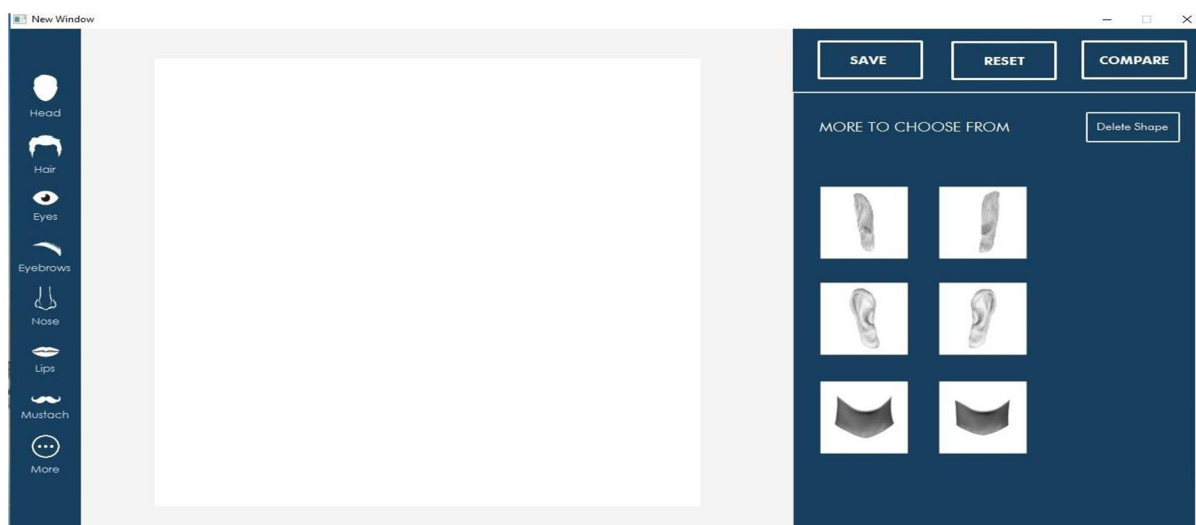 New Window
Head
Hair
Eyes
Eyebrows
Nose
Lips
Mustach
More
SAVE
RESET
COMPARE
MORE TO CHOOSE FROM
Delete Shape